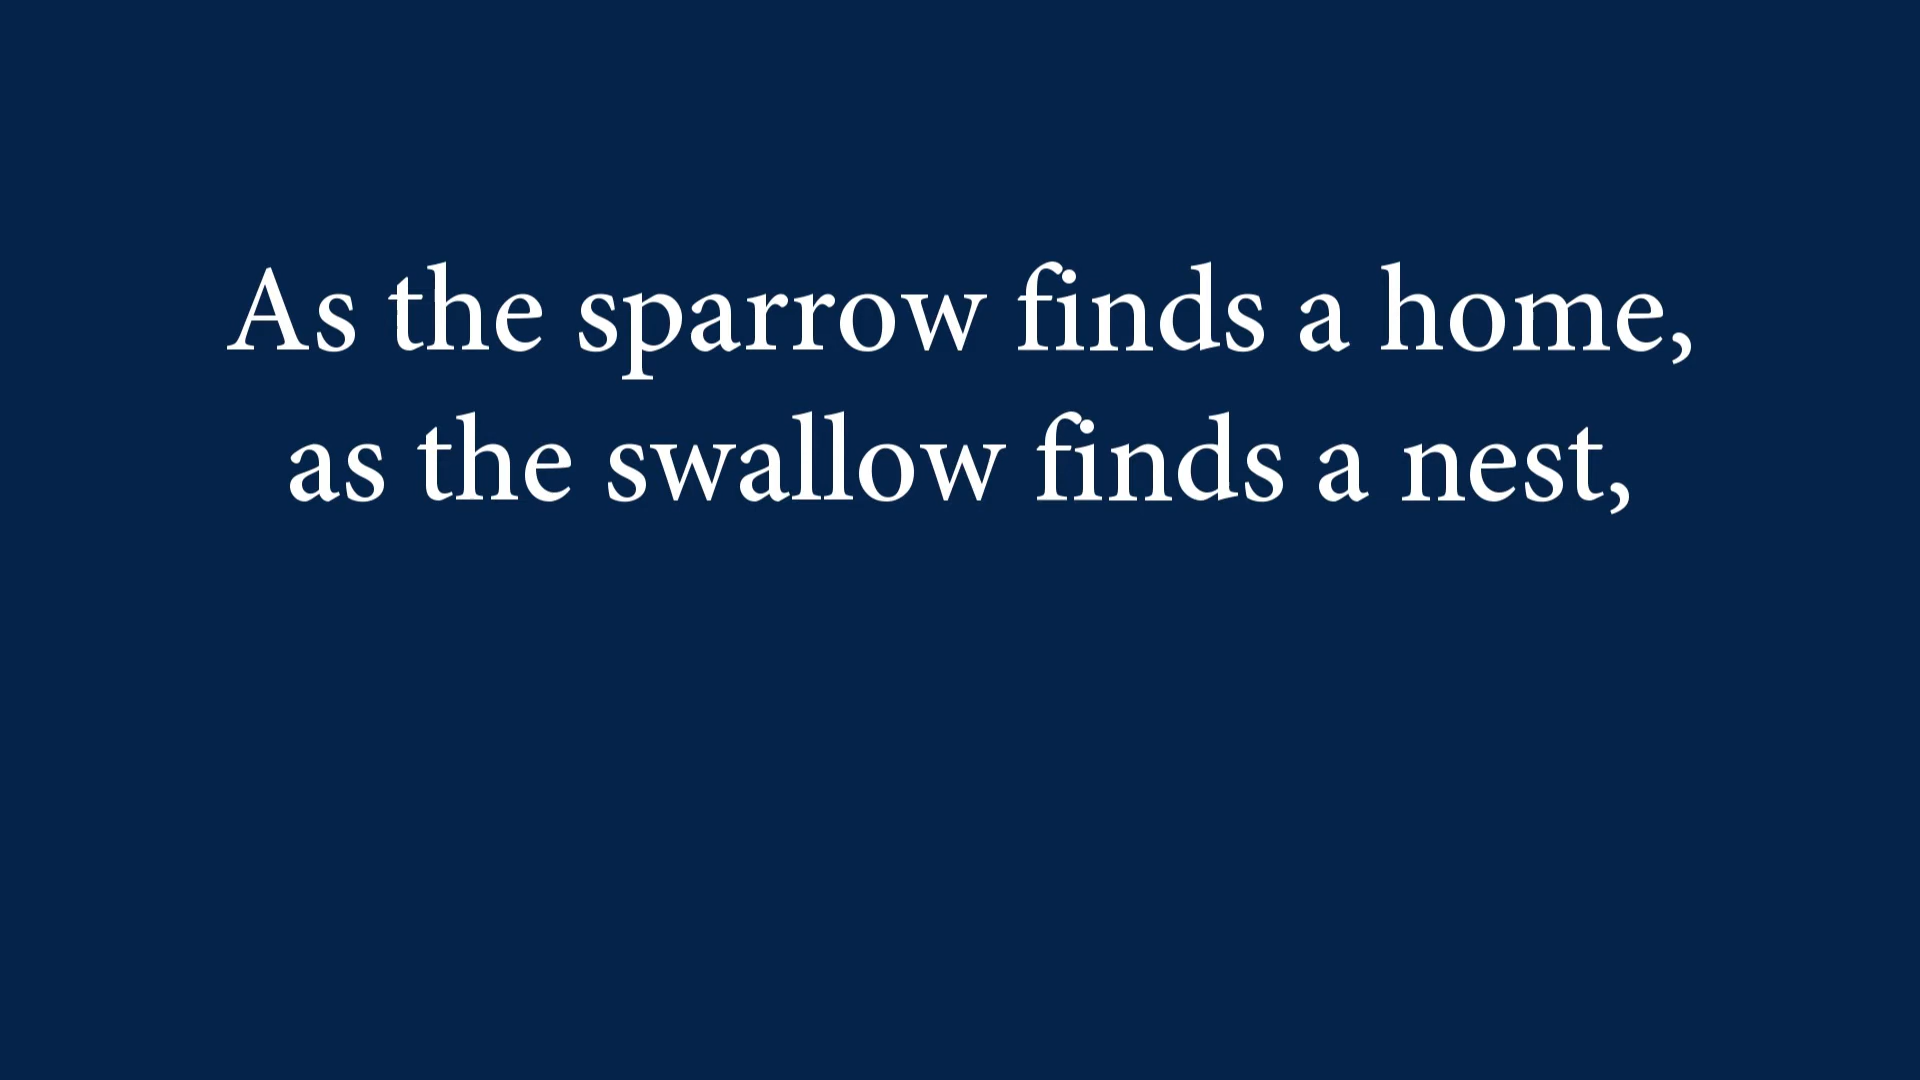 As the sparrow finds a home,
as the swallow finds a nest,